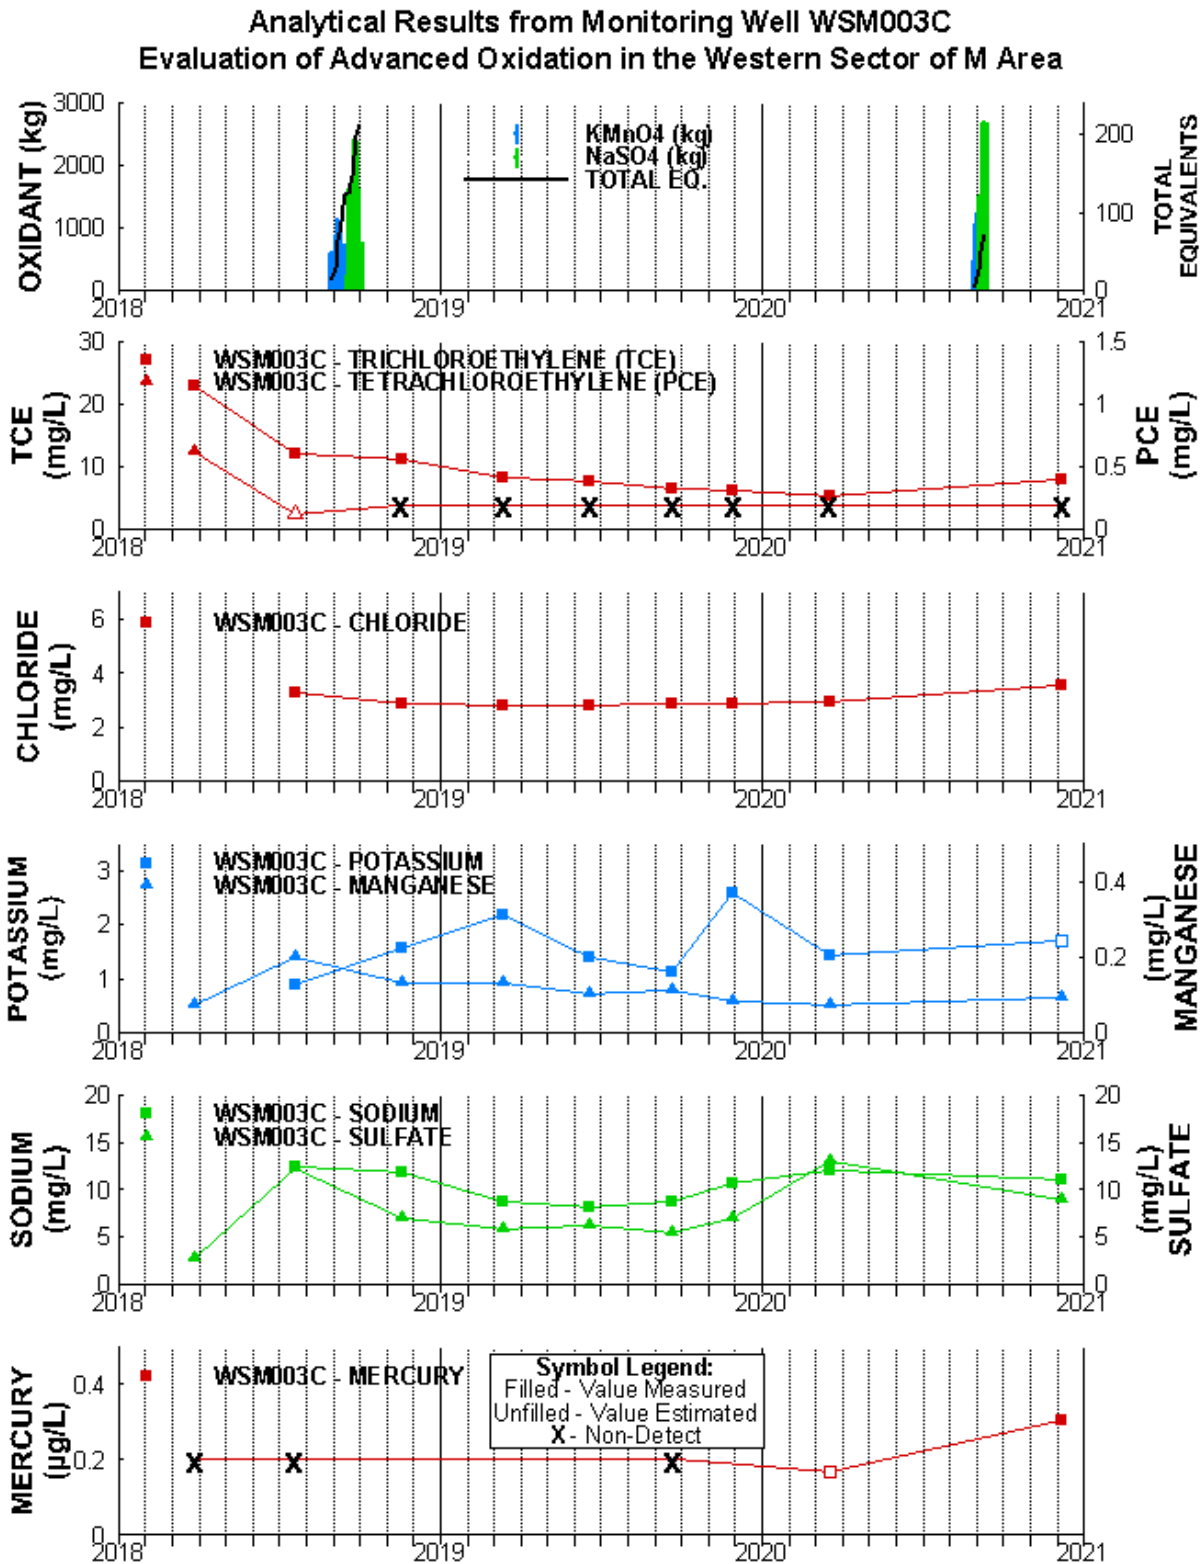 Analytical Results from Monitoring Well WSM003C
Evaluation of Advanced Oxidation in the Western Sector of M Area
OXIDANT (kg)
3000
2000
1000
0
KMnO4 (kg)
NaSO4 (kg)
TOTAL EQ.
200
100
0
TOTAL
EQUIVALENTS
2018
2019
2020
2021
TCE
(mg/L)
30
20
10
0
WSM003C - TRICHLOROETHYLENE (TCE)
WSM003C - TETRACHLOROETHYLENE (PCE)
X X X X X X X
1.5
1
0.5
0
PCE
(mg/L)
2018
2019
2020
2021
CHLORIDE
(mg/L)
6
4
2
0
WSM003C - CHLORIDE
2018
2019
2020
2021
POTASSIUM
(mg/L)
3
2
1
0
WSM003C - POTASSIUM
WSM003C - MANGANESE
0.4
0.2
0
(mg/L)
MANGANESE
2018
2019
2020
2021
SODIUM
(mg/L)
20
15
10
5
0
WSM003C - SODIUM
WSM003C - SULFATE
20
15
10
5
0
(mg/L)
SULFATE
2018
2019
2020
2021
MERCURY
(µg/L)
0.4
0.2
0
WSM003C - MERCURY
Symbol Legend:
Filled - Value Measured
Unfilled - Value Estimated
X - Non-Detect
X X X
2018
2019
2020
2021